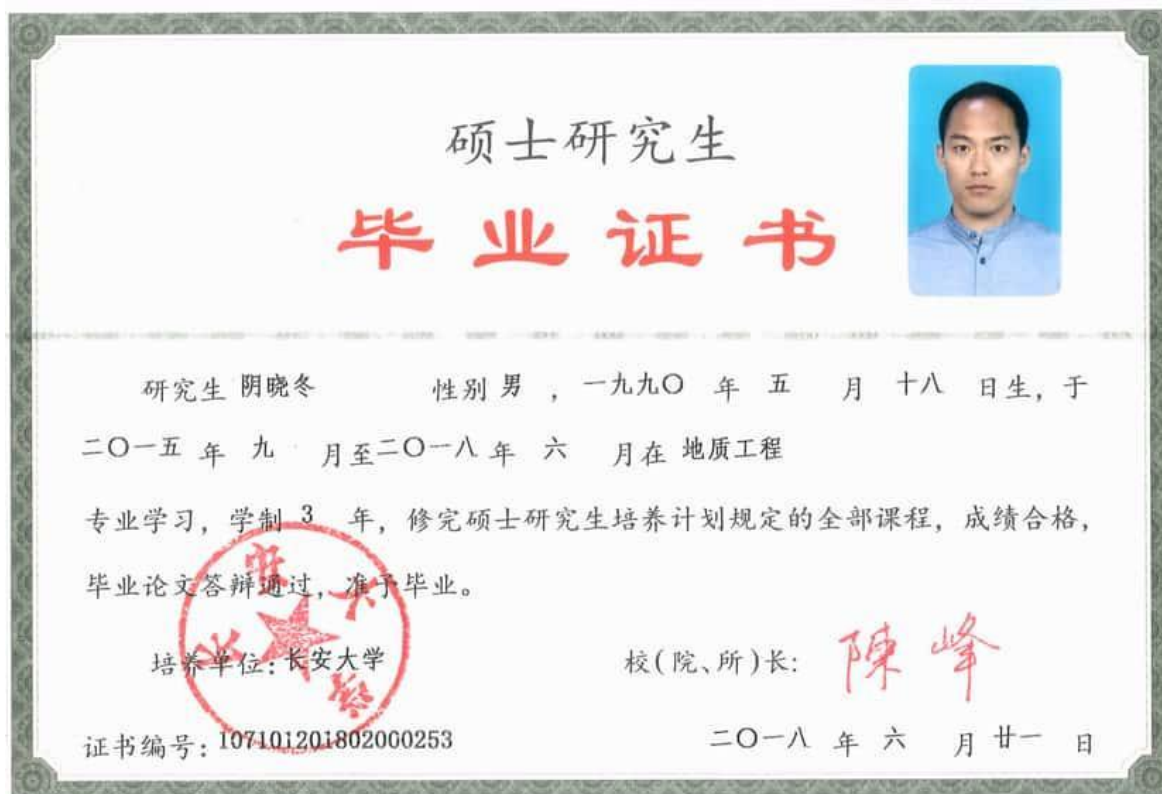 硕士研究生
毕业证书
研究生 阴晓冬 性别 男 ，一九九〇 年 五 月 十八 日生，于
二〇一五 年 九 月至二〇一八 年 六 月在 地质工程
专业学习，学制 3 年，修完硕士研究生培养计划规定的全部课程，成绩合格，
毕业论文答辩通过，准予毕业。
培养单位：长安大学
校(院、所)长：陳峰
证书编号：107101201802000253
二〇一八 年 六 月 廿一 日